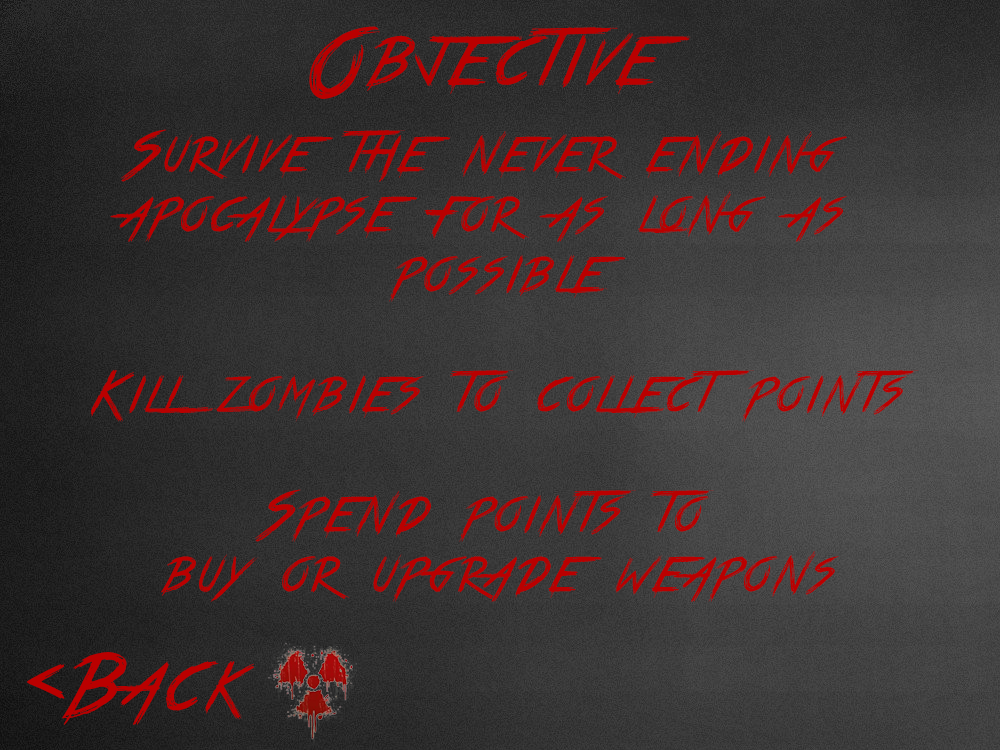 Objective
Survive the never ending
apocalypse for as long as
possible
Kill zombies to collect points
Spend points to
buy or upgrade weapons
<Back